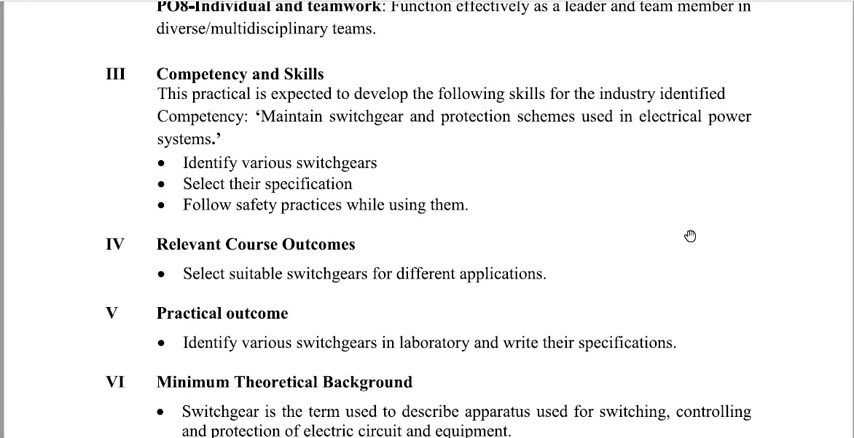 PO8-Individual and teamwork: Function effectively as a leader and team member in
diverse/multidisciplinary teams.
III Competency and Skills
This practical is expected to develop the following skills for the industry identified
Competency: ‘Maintain switchgear and protection schemes used in electrical power
systems.’
• Identify various switchgears
• Select their specification
• Follow safety practices while using them.
IV Relevant Course Outcomes
• Select suitable switchgears for different applications.
V Practical outcome
• Identify various switchgears in laboratory and write their specifications.
VI Minimum Theoretical Background
• Switchgear is the term used to describe apparatus used for switching, controlling
and protection of electric circuit and equipment.